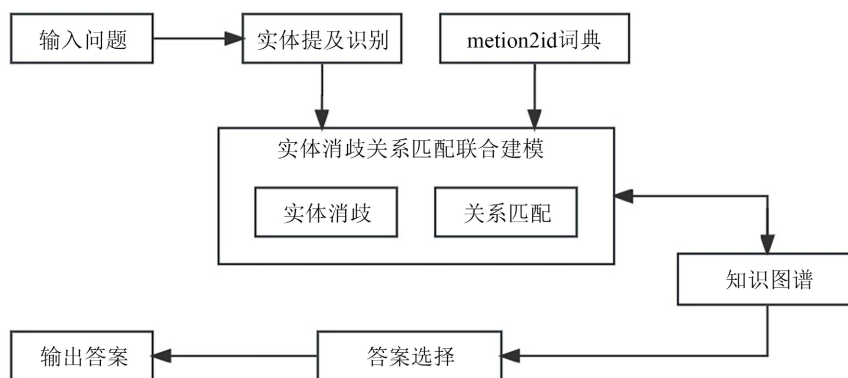 输入问题
实体提及识别
metion2id词典
实体消歧关系匹配联合建模
实体消歧
关系匹配
知识图谱
输出答案
答案选择